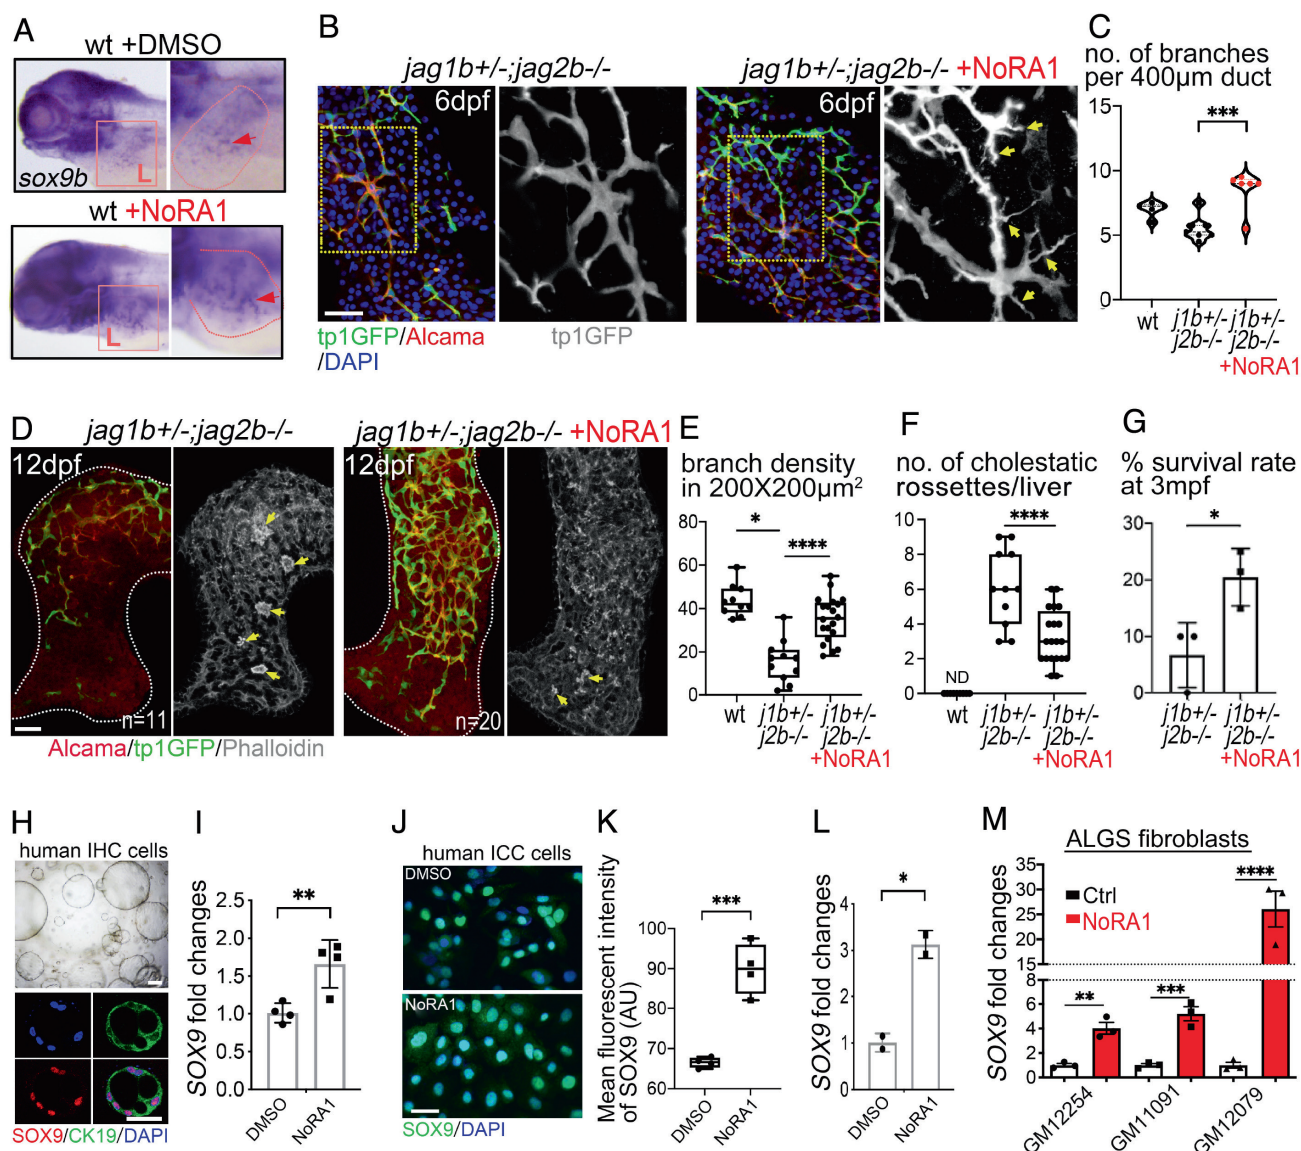 A
wt +DMSO
sox9b
L
wt +NoRA1
L
B
jag1b+/-;jag2b-/-
6dpf
jag1b+/-;jag2b-/- +NoRA1
6dpf
tp1GFP/Alcama
/DAPI
tp1GFP
C
no. of branches
per 400µm duct
***
15
10
5
0
wt
j1b+/-
j2b-/-
j1b+/-
j2b-/-
+NoRA1
D
jag1b+/-;jag2b-/-
12dpf
n=11
jag1b+/-;jag2b-/- +NoRA1
12dpf
n=20
Alcama/tp1GFP/Phalloidin
E
branch density
in 200X200µm²
80
60
40
20
0
*
****
wt
j1b+/-
j2b-/-
j1b+/-
j2b-/-
+NoRA1
F
no. of cholestatic
rossettes/liver
10
8
6
4
2
0
****
ND
wt
j1b+/-
j2b-/-
j1b+/-
j2b-/-
+NoRA1
G
% survival rate
at 3mpf
30
20
10
0
*
j1b+/-
j2b-/-
j1b+/-
j2b-/-
+NoRA1
H
human IHC cells
SOX9/CK19/DAPI
I
SOX9 fold changes
2.5
2.0
1.5
1.0
0.5
0.0
**
DMSO
NoRA1
J
human ICC cells
DMSO
NoRA1
SOX9/DAPI
K
Mean fluorescent intensity
of SOX9 (AU)
100
90
80
70
60
***
DMSO
NoRA1
L
SOX9 fold changes
4
3
2
1
0
*
DMSO
NoRA1
M
ALGS fibroblasts
Ctrl
NoRA1
SOX9 fold changes
35
30
25
20
15
8
6
4
2
0
**
***
****
GM12254
GM11091
GM12079